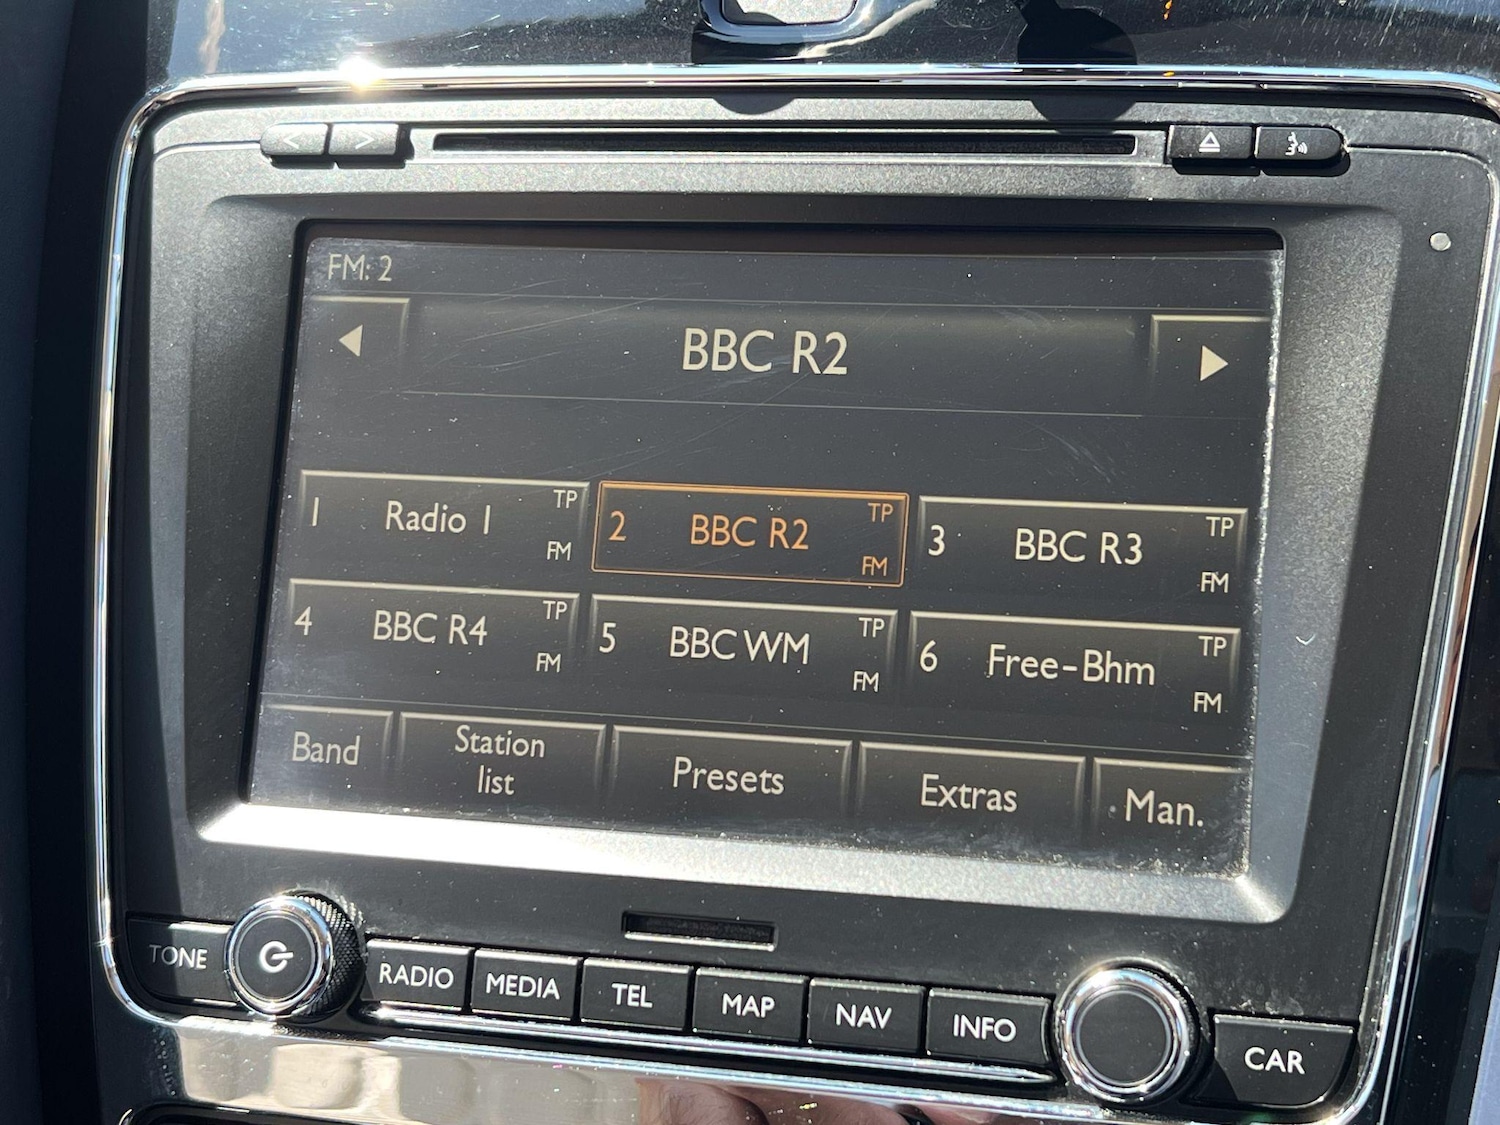 FM: 2
BBC R2
1 Radio 1 TP FM
2 BBC R2 TP FM
3 BBC R3 TP FM
4 BBC R4 TP FM
5 BBC WM TP FM
6 Free-Bhm TP FM
Band
Station
list
Presets
Extras
Man.
TONE
RADIO
MEDIA
TEL
MAP
NAV
INFO
CAR